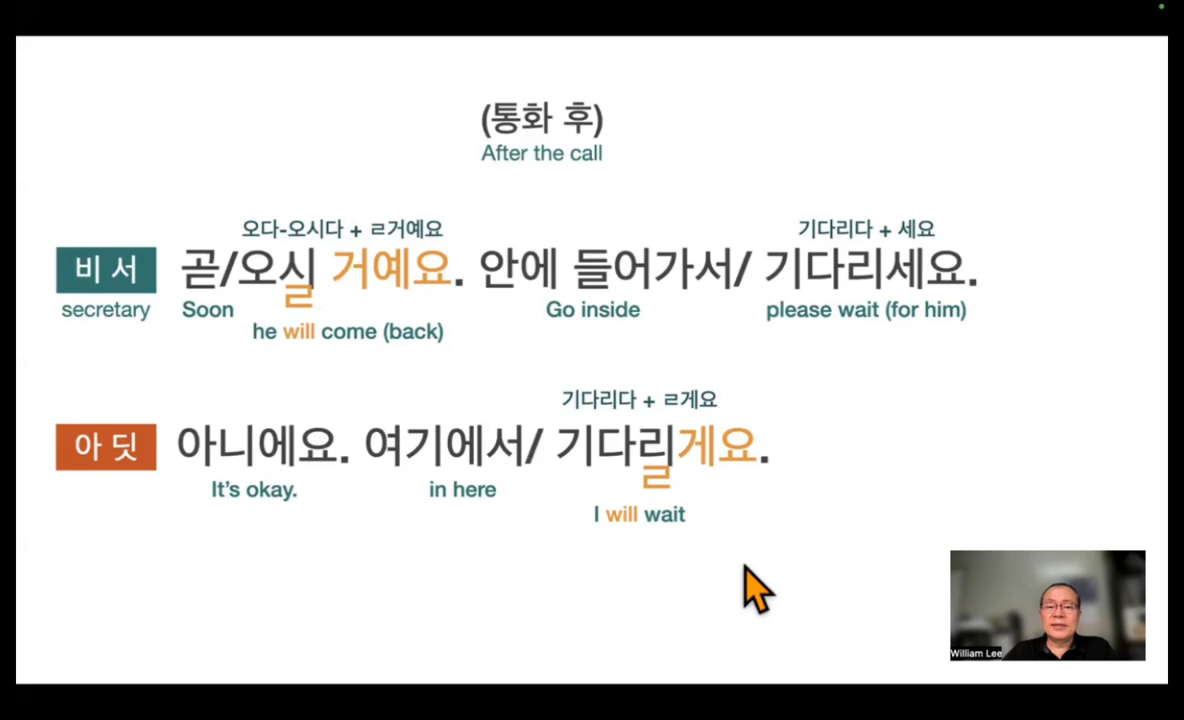 (통화 후)
After the call
오다-오시다 + ㄹ거예요 기다리다 + 세요
비 서 곧/오실 거예요. 안에 들어가서/ 기다리세요.
secretary Soon Go inside please wait (for him)
he will come (back)
기다리다 + ㄹ게요
아 딧 아니에요. 여기에서/ 기다릴게요.
It's okay. in here
I will wait
William Lee